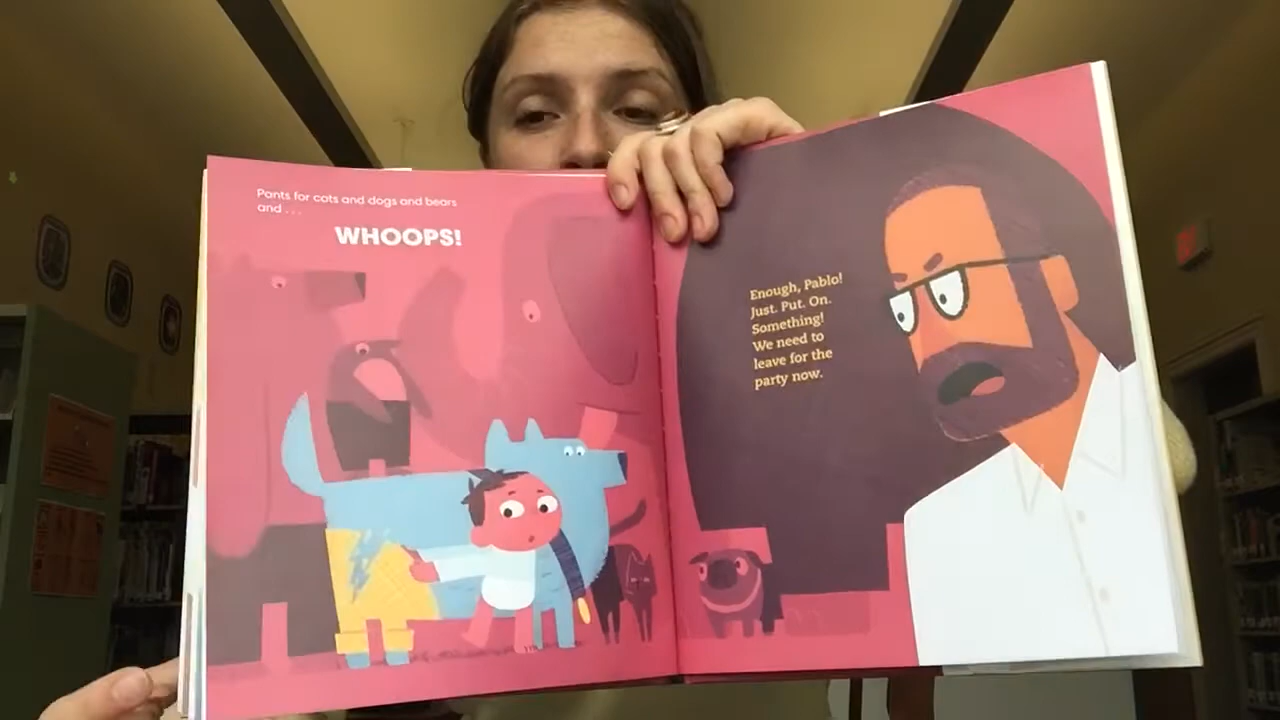 Pants for cats and dogs and bears
and . . .
WHOOPS!
Enough, Pablo!
Just. Put. On.
Something!
We need to
leave for the
party now.